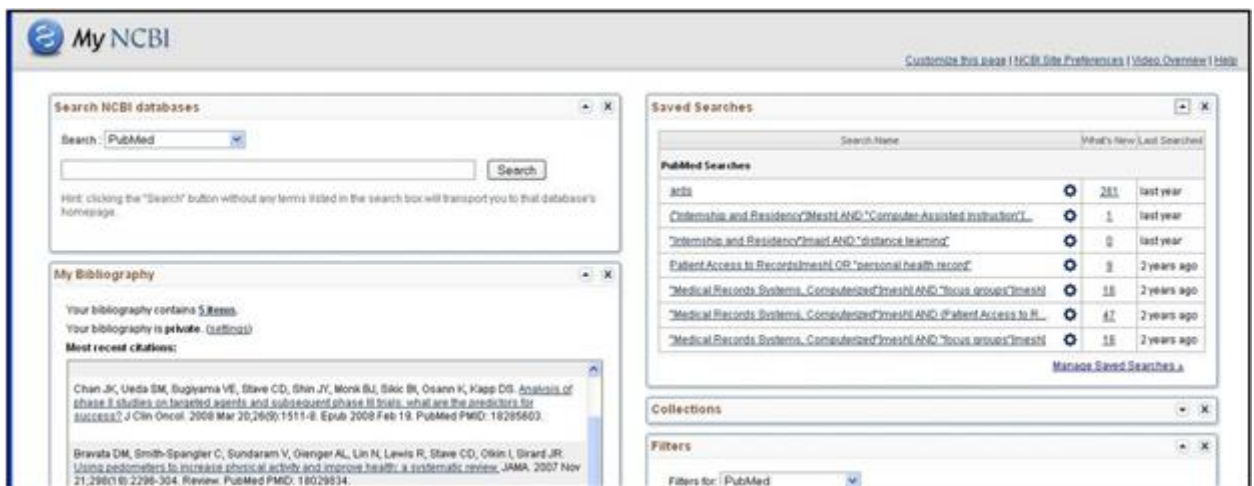 My NCBI
Customize this page | NCBI Site Preferences | Video Overview | Help
Search NCBI databases
Search : PubMed
Search
Hint: clicking the "Search" button without any terms listed in the search box will transport you to that database's
homepage.
My Bibliography
Your bibliography contains 5 items.
Your bibliography is private. (settings)
Most recent citations:
Chan JK, Ueda SM, Sugiyama VE, Stave CD, Shin JY, Monk BJ, Sikic BI, Osann K, Kapp DS. Analysis of
phase II studies on targeted agents and subsequent phase III trials: what are the predictors for
success? J Clin Oncol. 2008 Mar 20;26(9):1511-8. Epub 2008 Feb 19. PubMed PMID: 18285603.
Bravata DM, Smith-Spangler C, Sundaram V, Gienger AL, Lin N, Lewis R, Stave CD, Olkin I, Sirard JR.
Using pedometers to increase physical activity and improve health: a systematic review. JAMA. 2007 Nov
21;298(19):2296-304. Review. PubMed PMID: 18029834.
Saved Searches
Search Name What's New Last Searched
PubMed Searches
281 last year
("Internship and Residency"[Mesh] AND "Computer-Assisted Instruction"[... 1 last year
"Internship and Residency"[majr] AND "distance learning" 0 last year
Patient Access to Records[mesh] OR "personal health record" 9 2 years ago
"Medical Records Systems, Computerized"[mesh] AND "focus groups"[mesh] 2 years ago
"Medical Records Systems, Computerized"[mesh] AND (Patient Access to R... 47 2 years ago
"Medical Records Systems, Computerized"[mesh] AND "focus groups"[mesh] 2 years ago
Manage Saved Searches »
Collections
Filters
Filters for: PubMed